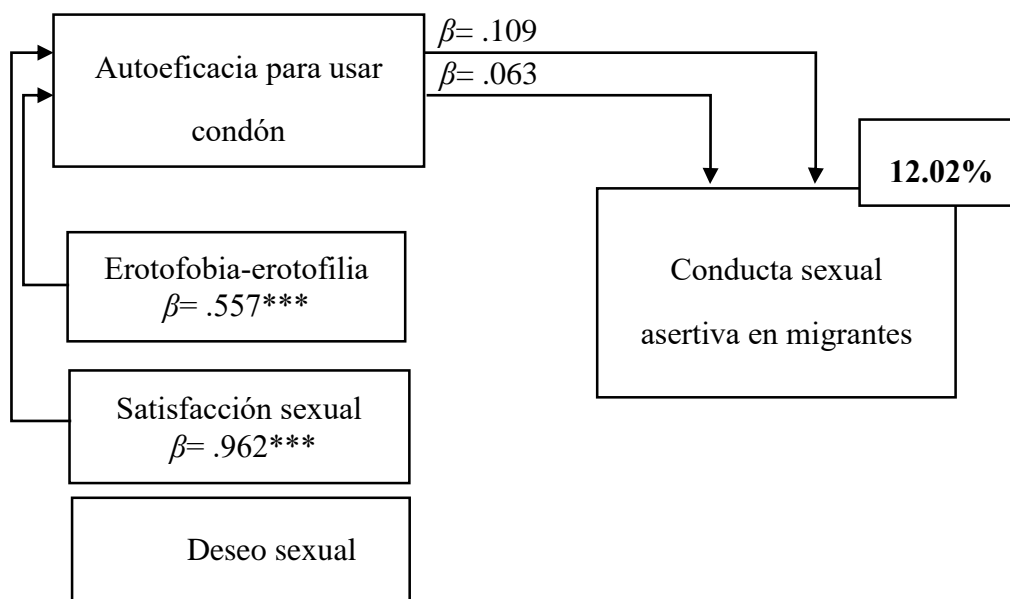 β= .109
Autoeficacia para usar
condón
β= .063
12.02%
Erotofobia-erotofilia
β= .557***
Conducta sexual
asertiva en migrantes
Satisfacción sexual
β= .962***
Deseo sexual